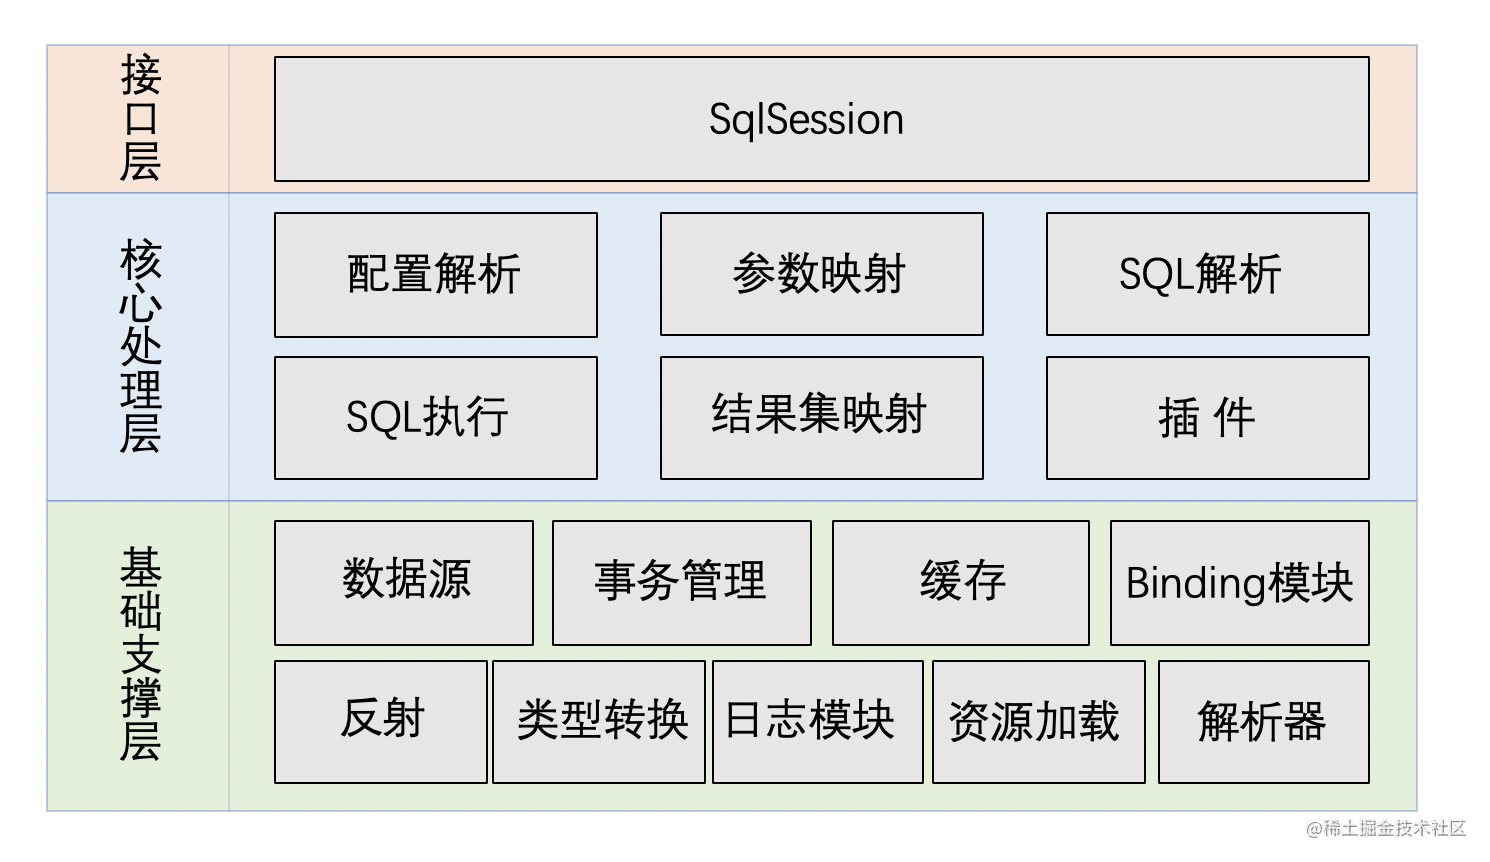 接口层
SqlSession
核心处理层
配置解析
参数映射
SQL解析
SQL执行
结果集映射
插 件
基础支撑层
数据源
事务管理
缓存
Binding模块
反射
类型转换
日志模块
资源加载
解析器
@稀土掘金技术社区